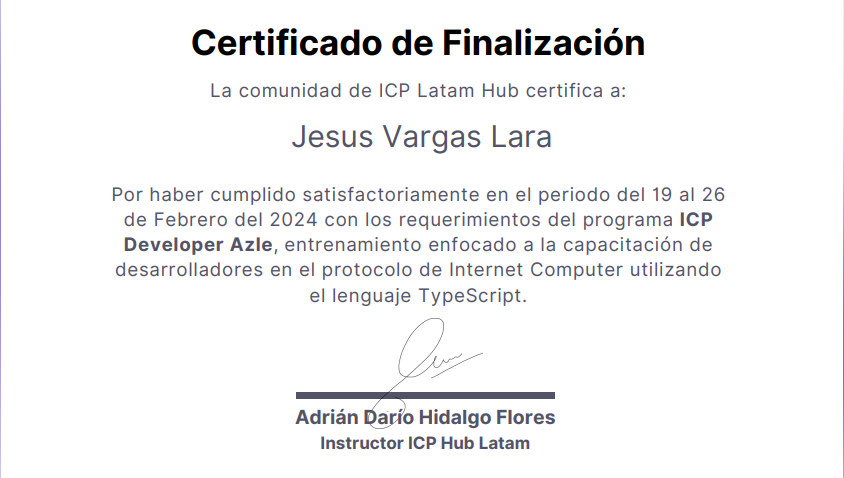 Certificado de Finalización
La comunidad de ICP Latam Hub certifica a:
Jesus Vargas Lara
Por haber cumplido satisfactoriamente en el periodo del 19 al 26
de Febrero del 2024 con los requerimientos del programa ICP
Developer Azle, entrenamiento enfocado a la capacitación de
desarrolladores en el protocolo de Internet Computer utilizando
el lenguaje TypeScript.
Adrián Darío Hidalgo Flores
Instructor ICP Hub Latam